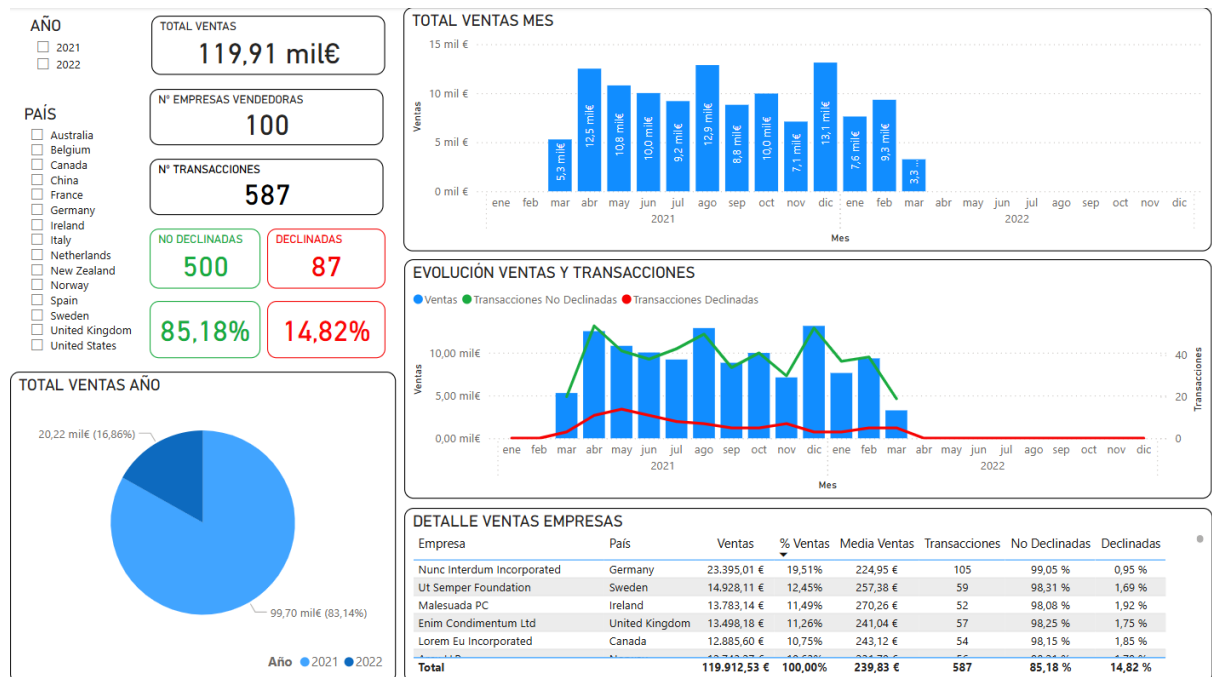 AÑO
2021
2022
PAÍS
Australia
Belgium
Canada
China
France
Germany
Ireland
Italy
Netherlands
New Zealand
Norway
Spain
Sweden
United Kingdom
United States
TOTAL VENTAS
119,91 mil€
Nº EMPRESAS VENDEDORAS
100
Nº TRANSACCIONES
587
NO DECLINADAS
500
DECLINADAS
87
85,18%
14,82%
TOTAL VENTAS AÑO
20,22 mil€ (16,86%)
99,70 mil€ (83,14%)
Año 2021 2022
TOTAL VENTAS MES
Ventas
15 mil €
10 mil €
5 mil €
0 mil €
5,3 mil€
12,5 mil€
10,8 mil€
10,0 mil€
9,2 mil€
12,9 mil€
8,8 mil€
10,0 mil€
7,1 mil€
13,1 mil€
7,6 mil€
9,3 mil€
3,3 ...
ene feb mar abr may jun jul ago sep oct nov dic ene feb mar abr may jun jul ago sep oct nov dic
2021 2022
Mes
EVOLUCIÓN VENTAS Y TRANSACCIONES
Ventas Transacciones No Declinadas Transacciones Declinadas
Ventas
10,00 mil€
5,00 mil€
0,00 mil€
40
20
0
Transacciones
ene feb mar abr may jun jul ago sep oct nov dic ene feb mar abr may jun jul ago sep oct nov dic
2021 2022
Mes
DETALLE VENTAS EMPRESAS
Empresa País Ventas % Ventas Media Ventas Transacciones No Declinadas Declinadas
Nunc Interdum Incorporated Germany 23.395,01 € 19,51% 224,95 € 105 99,05 % 0,95 %
Ut Semper Foundation Sweden 14.928,11 € 12,45% 257,38 € 59 98,31 % 1,69 %
Malesuada PC Ireland 13.783,14 € 11,49% 270,26 € 52 98,08 % 1,92 %
Enim Condimentum Ltd United Kingdom 13.498,18 € 11,26% 241,04 € 57 98,25 % 1,75 %
Lorem Eu Incorporated Canada 12.885,60 € 10,75% 243,12 € 54 98,15 % 1,85 %
Total 119.912,53 € 100,00% 239,83 € 587 85,18 % 14,82 %